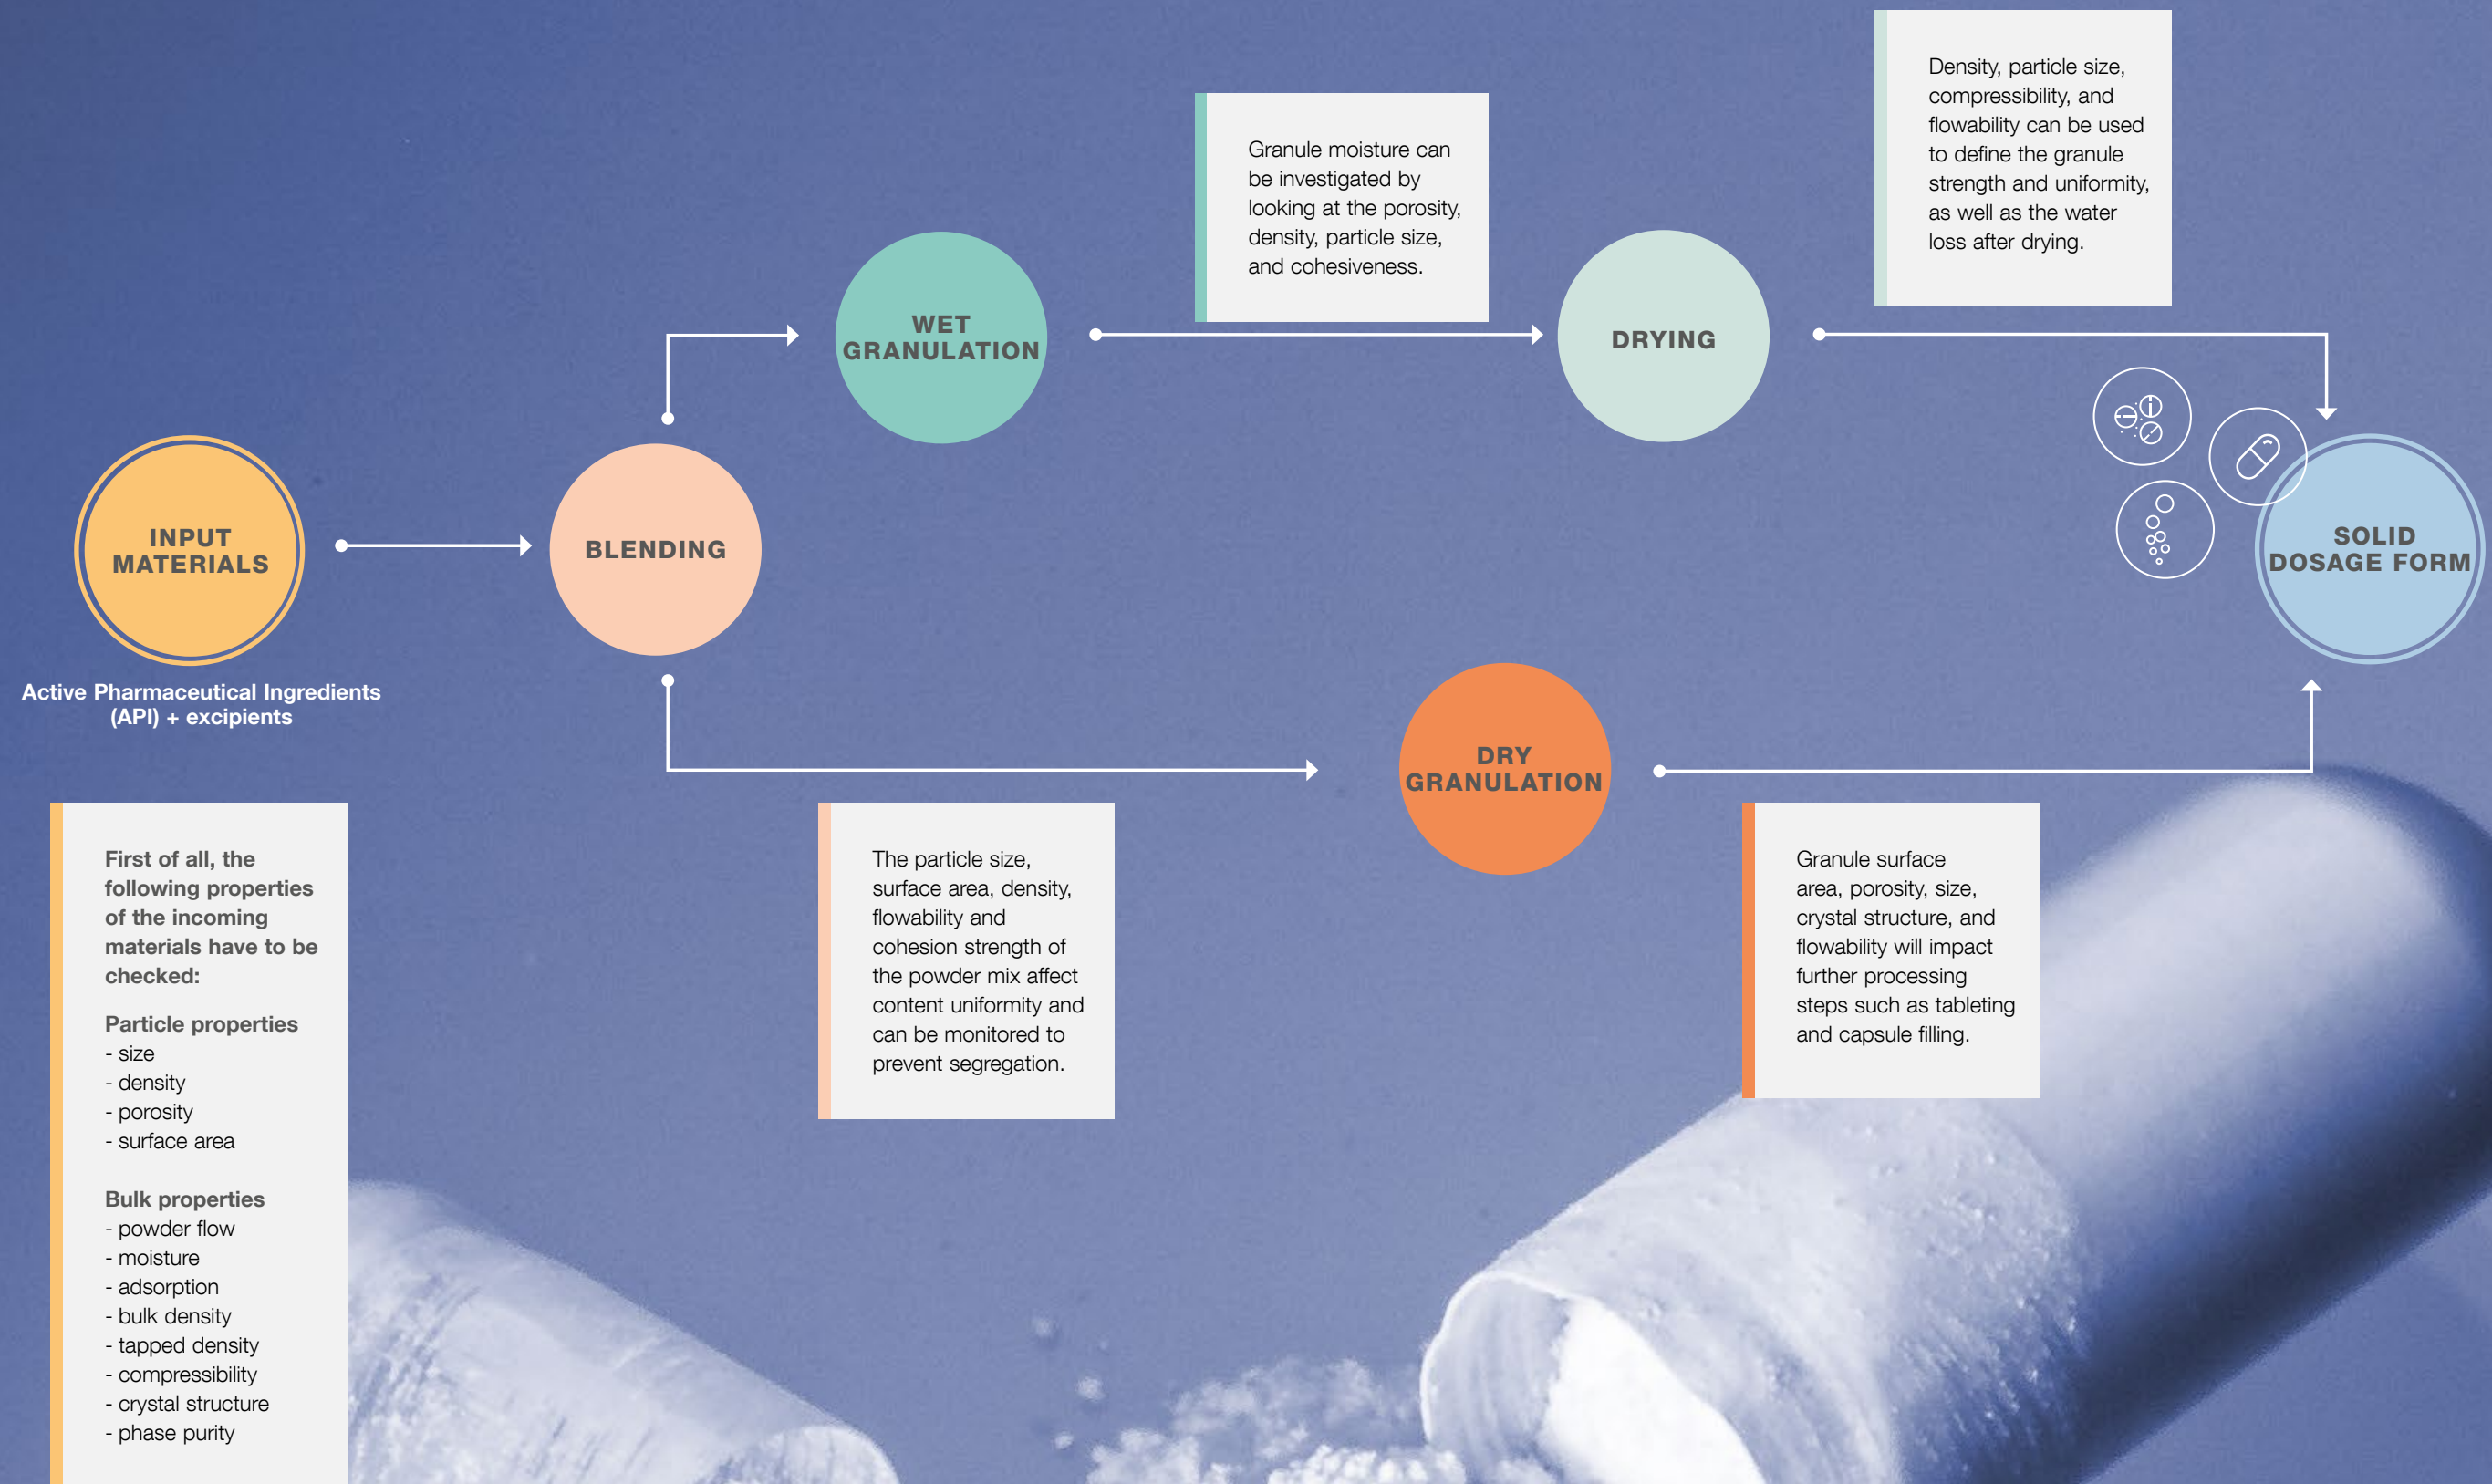 INPUT
MATERIALS
Active Pharmaceutical Ingredients
(API) + excipients
First of all, the
following properties
of the incoming
materials have to be
checked:
Particle properties
- size
- density
- porosity
- surface area
Bulk properties
- powder flow
- moisture
- adsorption
- bulk density
- tapped density
- compressibility
- crystal structure
- phase purity
BLENDING
The particle size,
surface area, density,
flowability and
cohesion strength of
the powder mix affect
content uniformity and
can be monitored to
prevent segregation.
WET
GRANULATION
Granule moisture can
be investigated by
looking at the porosity,
density, particle size,
and cohesiveness.
DRYING
Density, particle size,
compressibility, and
flowability can be used
to define the granule
strength and uniformity,
as well as the water
loss after drying.
DRY
GRANULATION
Granule surface
area, porosity, size,
crystal structure, and
flowability will impact
further processing
steps such as tableting
and capsule filling.
SOLID
DOSAGE FORM